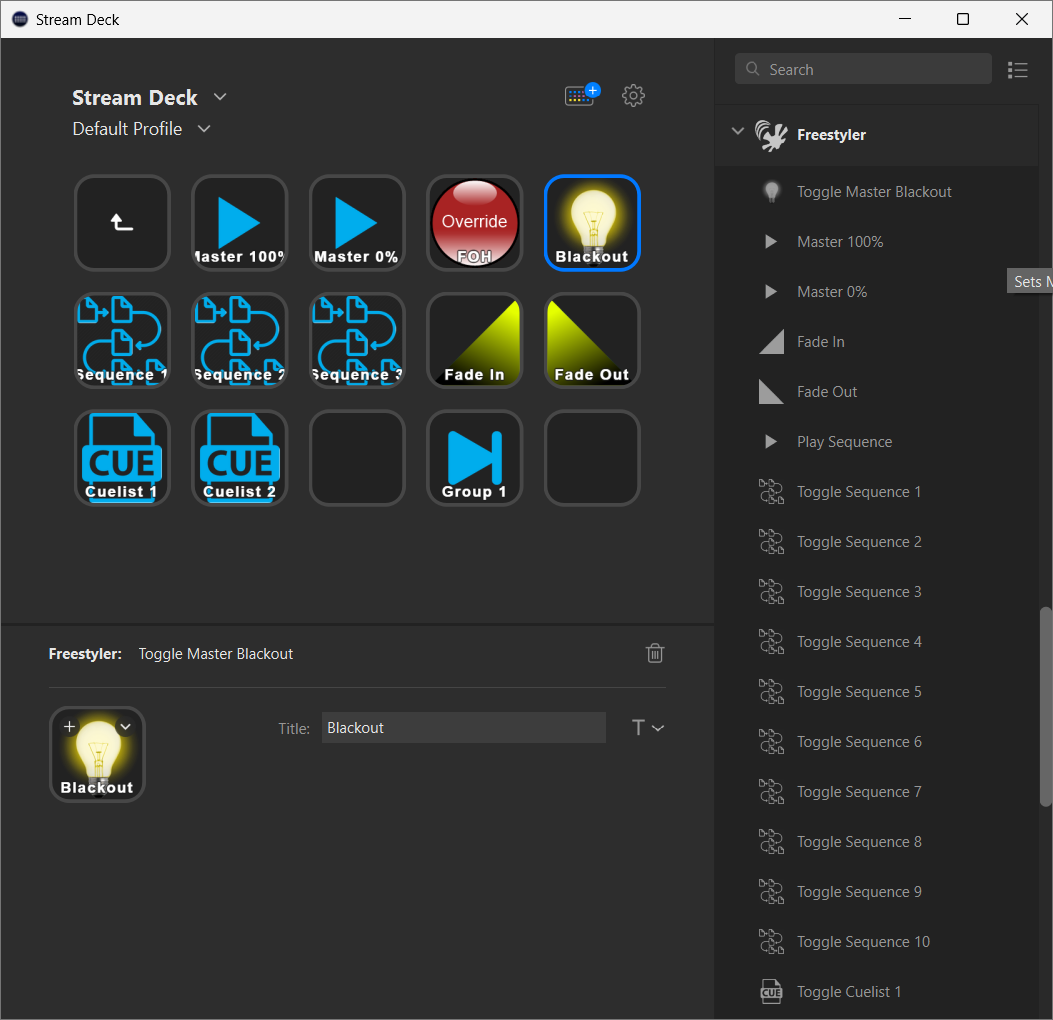 Stream Deck
Search
Stream Deck
Default Profile
Freestyler
Master 100%
Master 0%
Override
FOH
Blackout
Sequence 1
Sequence 2
Sequence 3
Fade In
Fade Out
CUE
Cuelist 1
CUE
Cuelist 2
Group 1
Toggle Master Blackout
Master 100%
Master 0%
Sets M
Fade In
Fade Out
Play Sequence
Toggle Sequence 1
Toggle Sequence 2
Toggle Sequence 3
Toggle Sequence 4
Toggle Sequence 5
Toggle Sequence 6
Toggle Sequence 7
Toggle Sequence 8
Toggle Sequence 9
Toggle Sequence 10
CUE
Toggle Cuelist 1
Freestyler: Toggle Master Blackout
Blackout
Title: Blackout
T